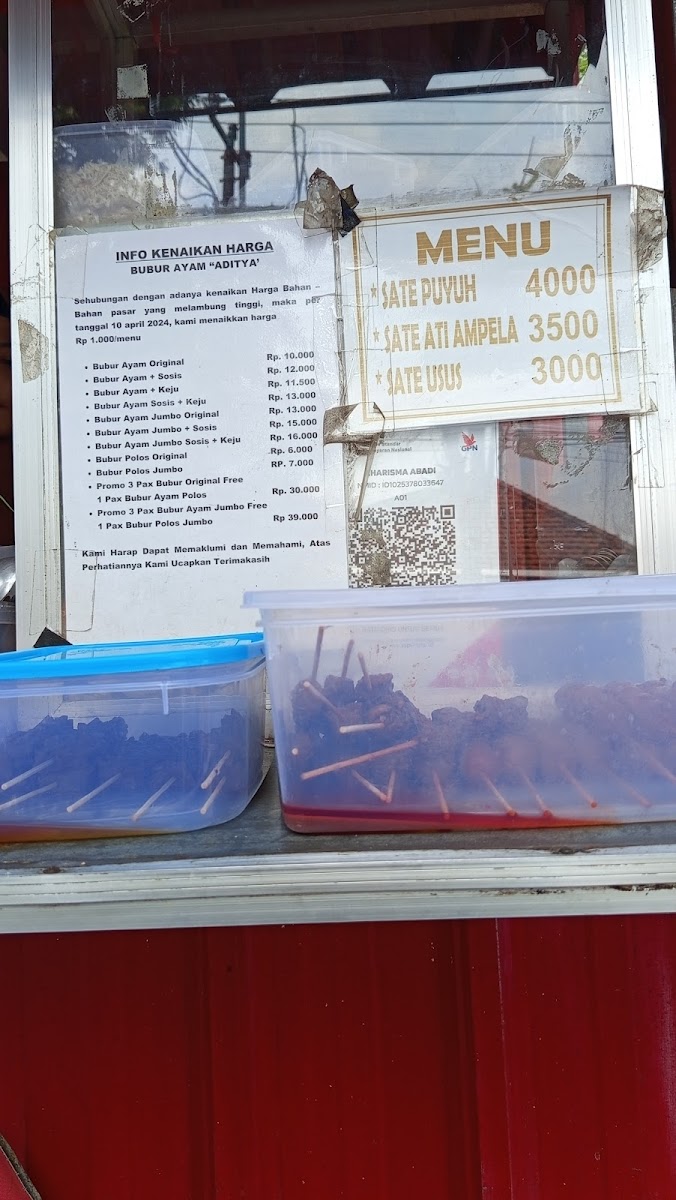 INFO KENAIKAN HARGA
BUBUR AYAM "ADITYA'
Sehubungan dengan adanya kenaikan Harga Bahan –
Bahan pasar yang melambung tinggi, maka per
tanggal 10 april 2024, kami menaikkan harga
Rp 1.000/menu
• Bubur Ayam Original Rp. 10.000
• Bubur Ayam + Sosis Rp. 12.000
• Bubur Ayam + Keju Rp. 11.500
• Bubur Ayam Sosis + Keju Rp. 13.000
• Bubur Ayam Jumbo Original Rp. 13.000
• Bubur Ayam Jumbo + Sosis Rp. 15.000
• Bubur Ayam Jumbo Sosis + Keju Rp. 16.000
• Bubur Polos Original Rp. 6.000
• Bubur Polos Jumbo RP. 7.000
• Promo 3 Pax Bubur Original Free
1 Pax Bubur Ayam Polos Rp. 30.000
• Promo 3 Pax Bubur Ayam Jumbo Free
1 Pax Bubur Polos Jumbo Rp. 39.000
Kami Harap Dapat Memaklumi dan Memahami, Atas
Perhatiannya Kami Ucapkan Terimakasih
MENU
* SATE PUYUH 4000
* SATE ATI AMPELA 3500
* SATE USUS 3000
GPN
ABADI
: ID1025378033647
A01